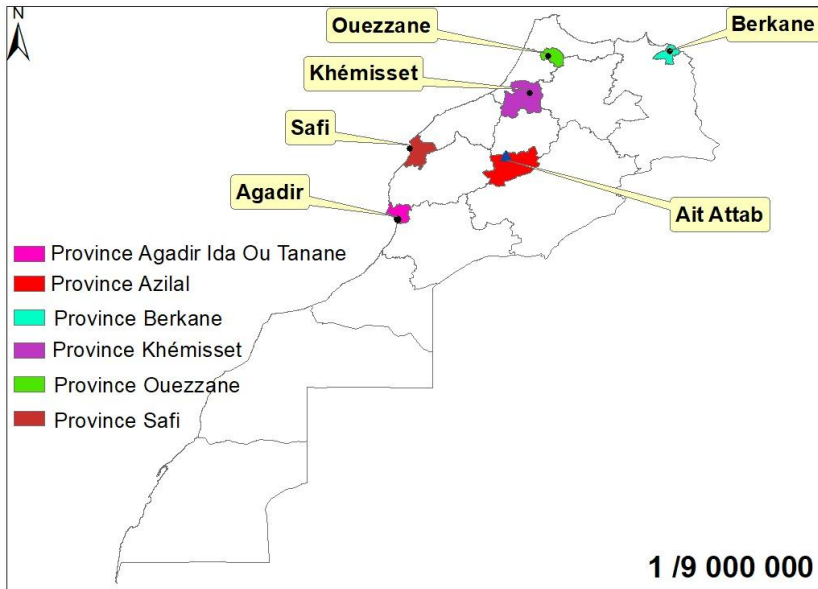 N
Ouezzane
Berkane
Khémisset
Safi
Agadir
Ait Attab
Province Agadir Ida Ou Tanane
Province Azilal
Province Berkane
Province Khémisset
Province Ouezzane
Province Safi
1 /9 000 000